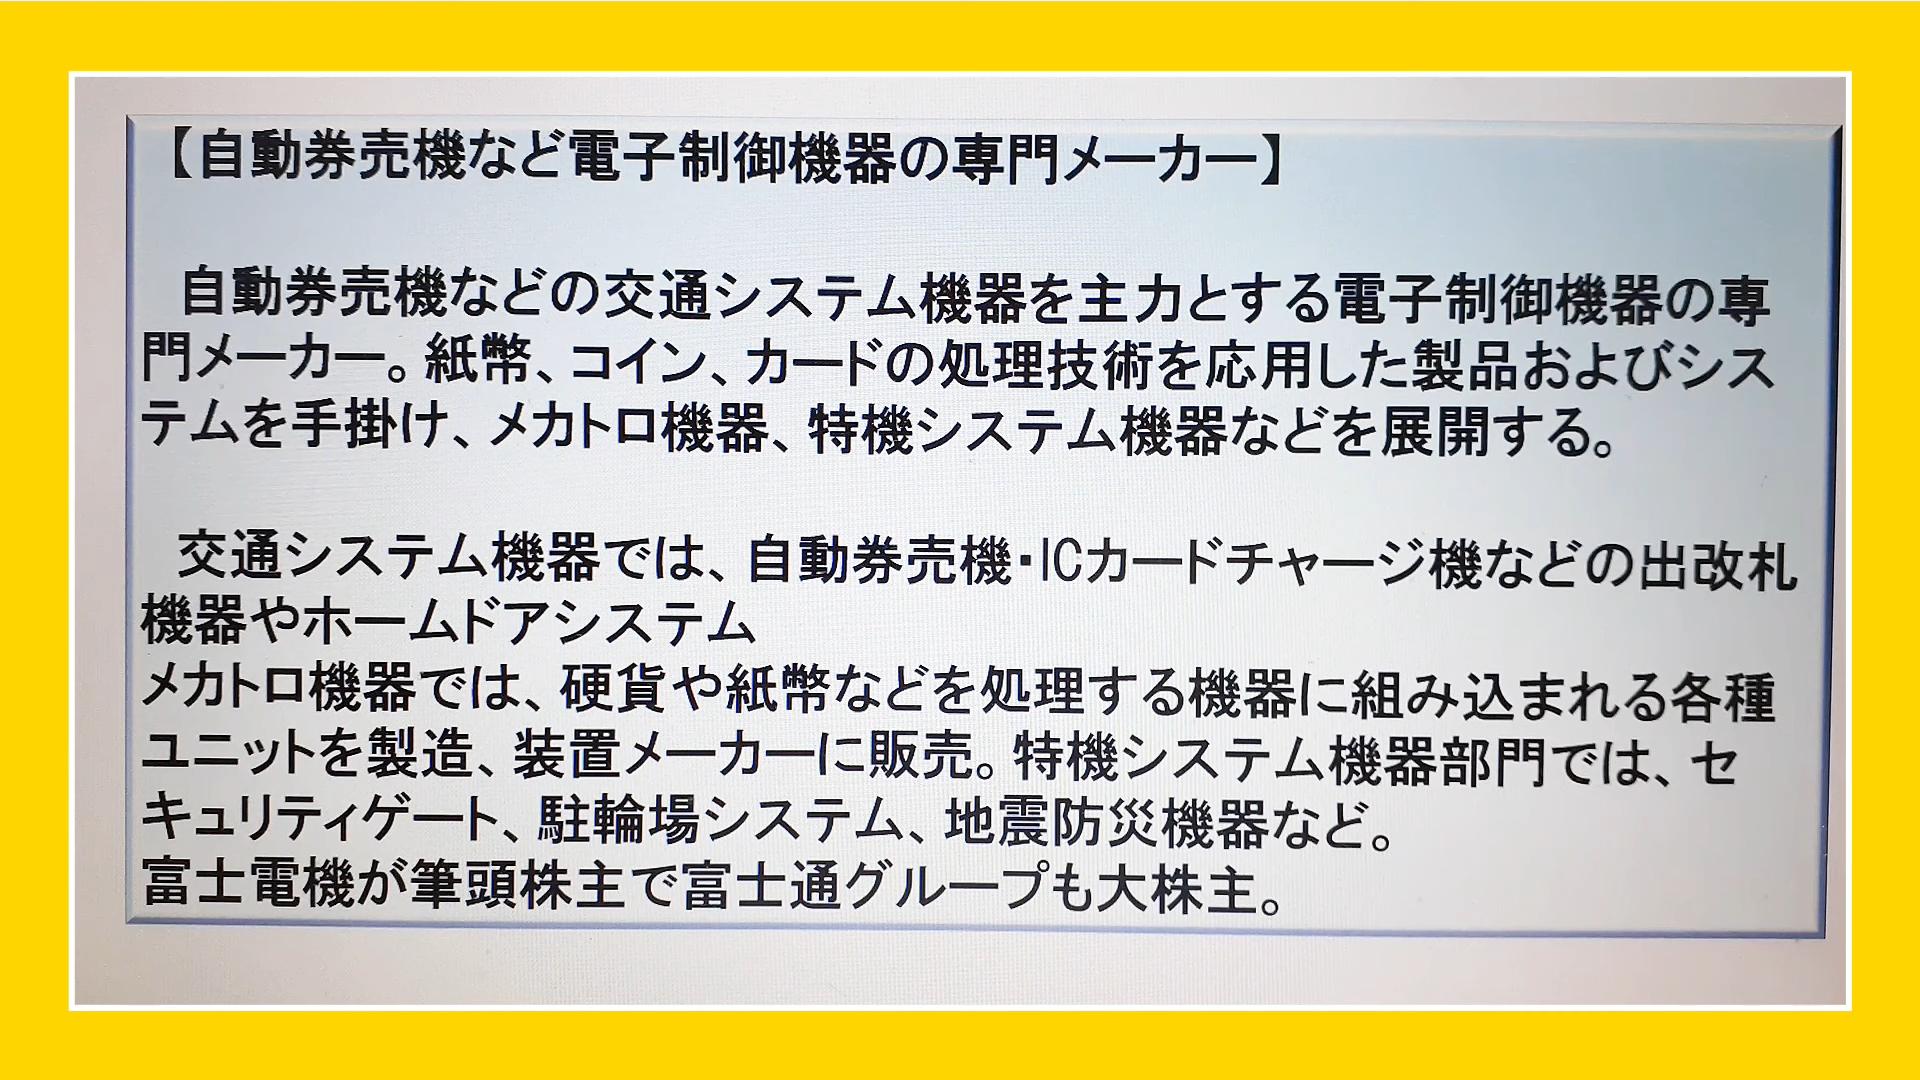 【自動券売機など電子制御機器の専門メーカー】
自動券売機などの交通システム機器を主力とする電子制御機器の専
門メーカー。紙幣、コイン、カードの処理技術を応用した製品およびシス
テムを手掛け、メカトロ機器、特機システム機器などを展開する。
交通システム機器では、自動券売機・ICカードチャージ機などの出改札
機器やホームドアシステム
メカトロ機器では、硬貨や紙幣などを処理する機器に組み込まれる各種
ユニットを製造、装置メーカーに販売。特機システム機器部門では、セ
キュリティゲート、駐輪場システム、地震防災機器など。
富士電機が筆頭株主で富士通グループも大株主。